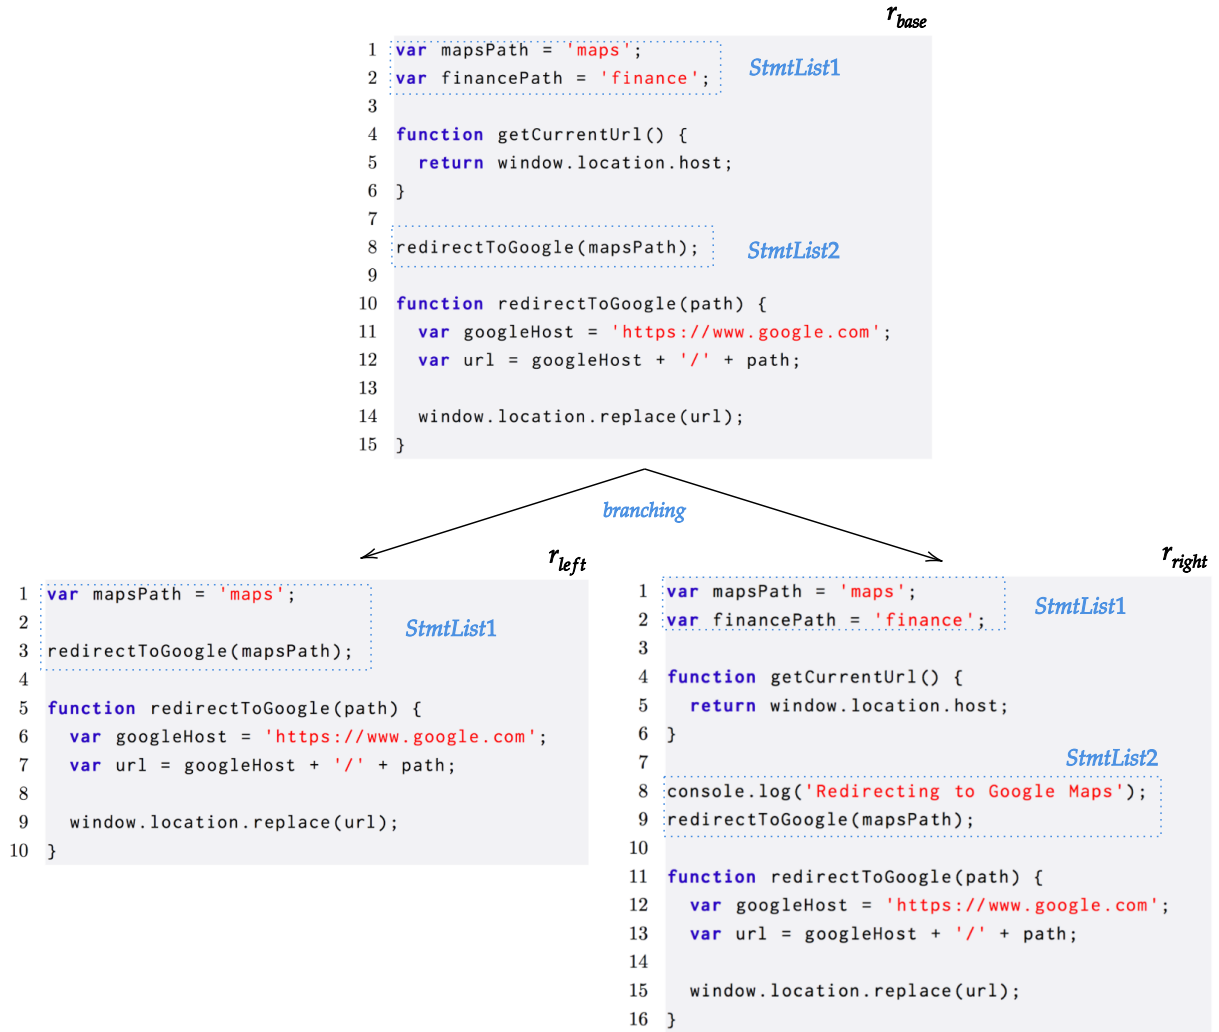 r_base
1 var mapsPath = 'maps'; StmtList1
2 var financePath = 'finance';
3
4 function getCurrentUrl() {
5 return window.location.host;
6 }
7
8 redirectToGoogle(mapsPath); StmtList2
9
10 function redirectToGoogle(path) {
11 var googleHost = 'https://www.google.com';
12 var url = googleHost + '/' + path;
13
14 window.location.replace(url);
15 }
branching
r_left
1 var mapsPath = 'maps';
2
StmtList1
3 redirectToGoogle(mapsPath);
4
5 function redirectToGoogle(path) {
6 var googleHost = 'https://www.google.com';
7 var url = googleHost + '/' + path;
8
9 window.location.replace(url);
10 }
r_right
1 var mapsPath = 'maps'; StmtList1
2 var financePath = 'finance';
3
4 function getCurrentUrl() {
5 return window.location.host;
6 }
7
StmtList2
8 console.log('Redirecting to Google Maps');
9 redirectToGoogle(mapsPath);
10
11 function redirectToGoogle(path) {
12 var googleHost = 'https://www.google.com';
13 var url = googleHost + '/' + path;
14
15 window.location.replace(url);
16 }